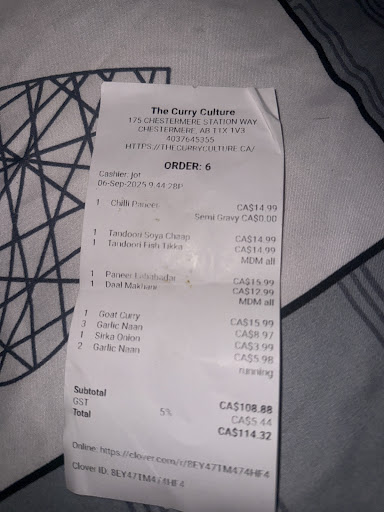 The Curry Culture
175 CHESTERMERE STATION WAY
CHESTERMERE, AB T1X 1V3
4037645355
HTTPS://THECURRYCULTURE.CA/
ORDER: 6
Cashier: jot
06-Sep-2025 9:44:28P
1 Chilli Paneer CA$14.99
Semi Gravy CA$0.00
1 Tandoori Soya Chaap CA$14.99
1 Tandoori Fish Tikka CA$14.99
MDM all
1 Paneer Lababadar CA$15.99
1 Daal Makhani CA$12.99
MDM all
1 Goat Curry CA$15.99
3 Garlic Naan CA$8.97
1 Sirka Onion CA$3.99
2 Garlic Naan CA$5.98
running
Subtotal CA$108.88
GST 5% CA$5.44
Total CA$114.32
Online: https://clover.com/r/8EY47TM474HF4
Clover ID: 8EY47TM474HF4